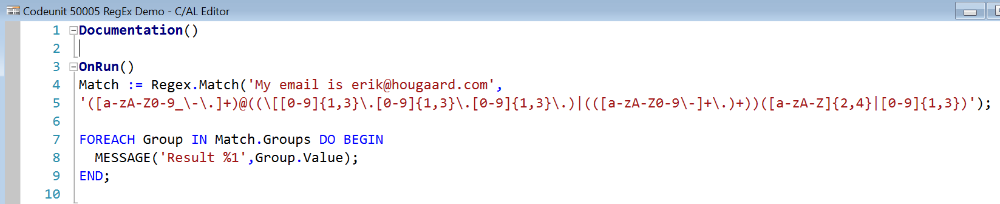 Codeunit 50005 RegEx Demo - C/AL Editor
1 Documentation()
2
3 OnRun()
4 Match := Regex.Match('My email is erik@hougaard.com',
5 '([a-zA-Z0-9_\-\.]+)@((\[[0-9]{1,3}\.[0-9]{1,3}\.[0-9]{1,3}\.)|(([a-zA-Z0-9\-]+\.)+))([a-zA-Z]{2,4}|[0-9]{1,3})');
6
7 FOREACH Group IN Match.Groups DO BEGIN
8 MESSAGE('Result %1',Group.Value);
9 END;
10